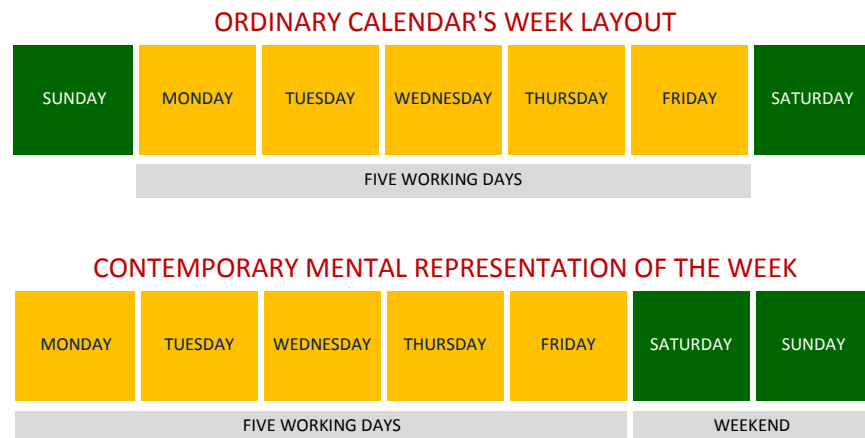 ORDINARY CALENDAR'S WEEK LAYOUT
SUNDAY MONDAY TUESDAY WEDNESDAY THURSDAY FRIDAY SATURDAY
FIVE WORKING DAYS
CONTEMPORARY MENTAL REPRESENTATION OF THE WEEK
MONDAY TUESDAY WEDNESDAY THURSDAY FRIDAY SATURDAY SUNDAY
FIVE WORKING DAYS WEEKEND